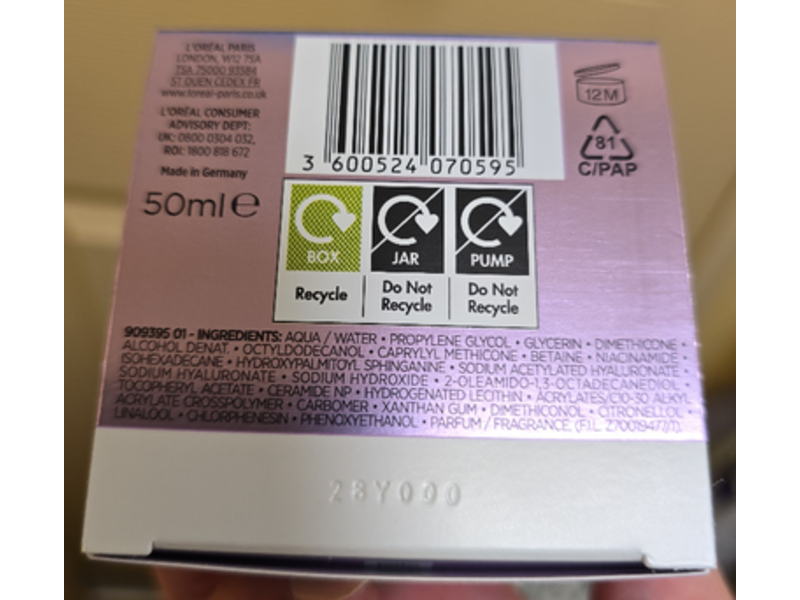 L'ORÉAL PARIS
LONDON, W12 7SA
TSA 75000 93584
ST OUEN CEDEX FR
www.loreal-paris.co.uk
L'ORÉAL CONSUMER
ADVISORY DEPT:
UK: 0800 0304 032,
ROI: 1800 818 672
Made in Germany
50ml e
3 600524 070595
12M
81
C/PAP
BOX
Recycle
JAR
Do Not
Recycle
PUMP
Do Not
Recycle
909395 01 - INGREDIENTS: AQUA / WATER • PROPYLENE GLYCOL • GLYCERIN • DIMETHICONE •
ALCOHOL DENAT. • OCTYLDODECANOL • CAPRYLYL METHICONE • BETAINE • NIACINAMIDE •
ISOHEXADECANE • HYDROXYPALMITOYL SPHINGANINE • SODIUM ACETYLATED HYALURONATE •
SODIUM HYALURONATE • SODIUM HYDROXIDE • 2-OLEAMIDO-1,3-OCTADECANEDIOL •
TOCOPHERYL ACETATE • CERAMIDE NP • HYDROGENATED LECITHIN • ACRYLATES/C10-30 ALKYL
ACRYLATE CROSSPOLYMER • CARBOMER • XANTHAN GUM • DIMETHICONOL • CITRONELLOL •
LINALOOL • CHLORPHENESIN • PHENOXYETHANOL • PARFUM / FRAGRANCE. (F.I.L. Z70019477/1).
28Y000